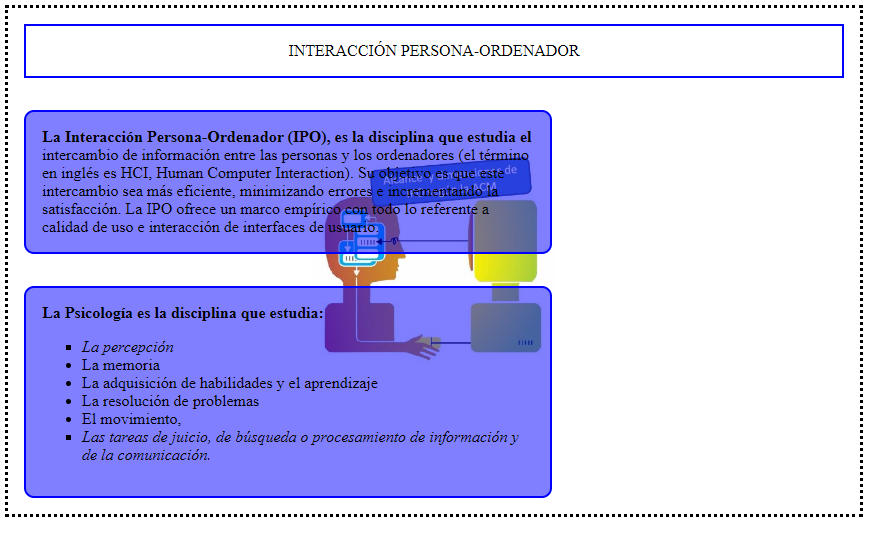 INTERACCIÓN PERSONA-ORDENADOR
La Interacción Persona-Ordenador (IPO), es la disciplina que estudia el
intercambio de información entre las personas y los ordenadores (el término
en inglés es HCI, Human Computer Interaction). Su objetivo es que este
intercambio sea más eficiente, minimizando errores e incrementando la
satisfacción. La IPO ofrece un marco empírico con todo lo referente a
calidad de uso e interacción de interfaces de usuario.
La Psicología es la disciplina que estudia:
La percepción
La memoria
La adquisición de habilidades y el aprendizaje
La resolución de problemas
El movimiento,
Las tareas de juicio, de búsqueda o procesamiento de información y
de la comunicación.